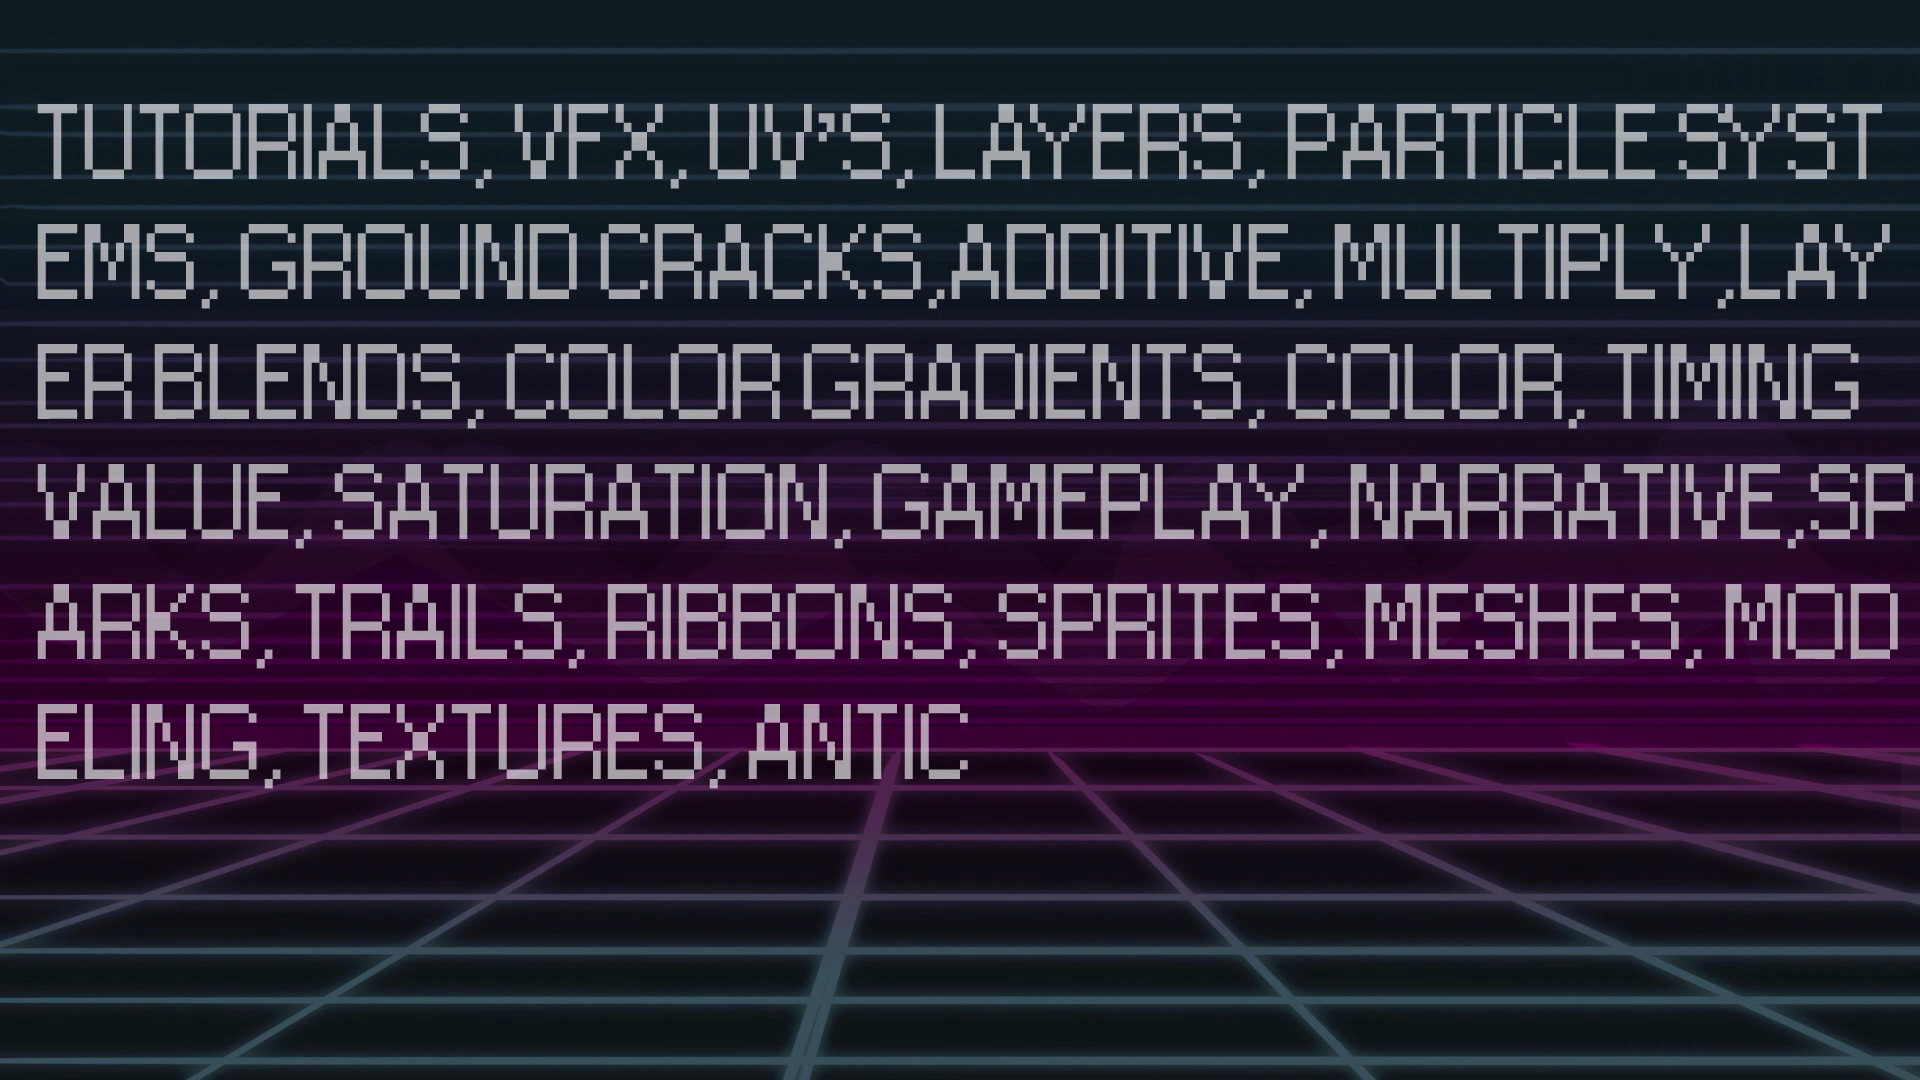 TUTORIALS, VFX, UV'S, LAYERS, PARTICLE SYST
EMS, GROUND CRACKS,ADDITIVE, MULTIPLY,LAY
ER BLENDS, COLOR GRADIENTS, COLOR, TIMING
VALUE, SATURATION, GAMEPLAY, NARRATIVE,SP
ARKS, TRAILS, RIBBONS, SPRITES, MESHES, MOD
ELING, TEXTURES, ANTIC